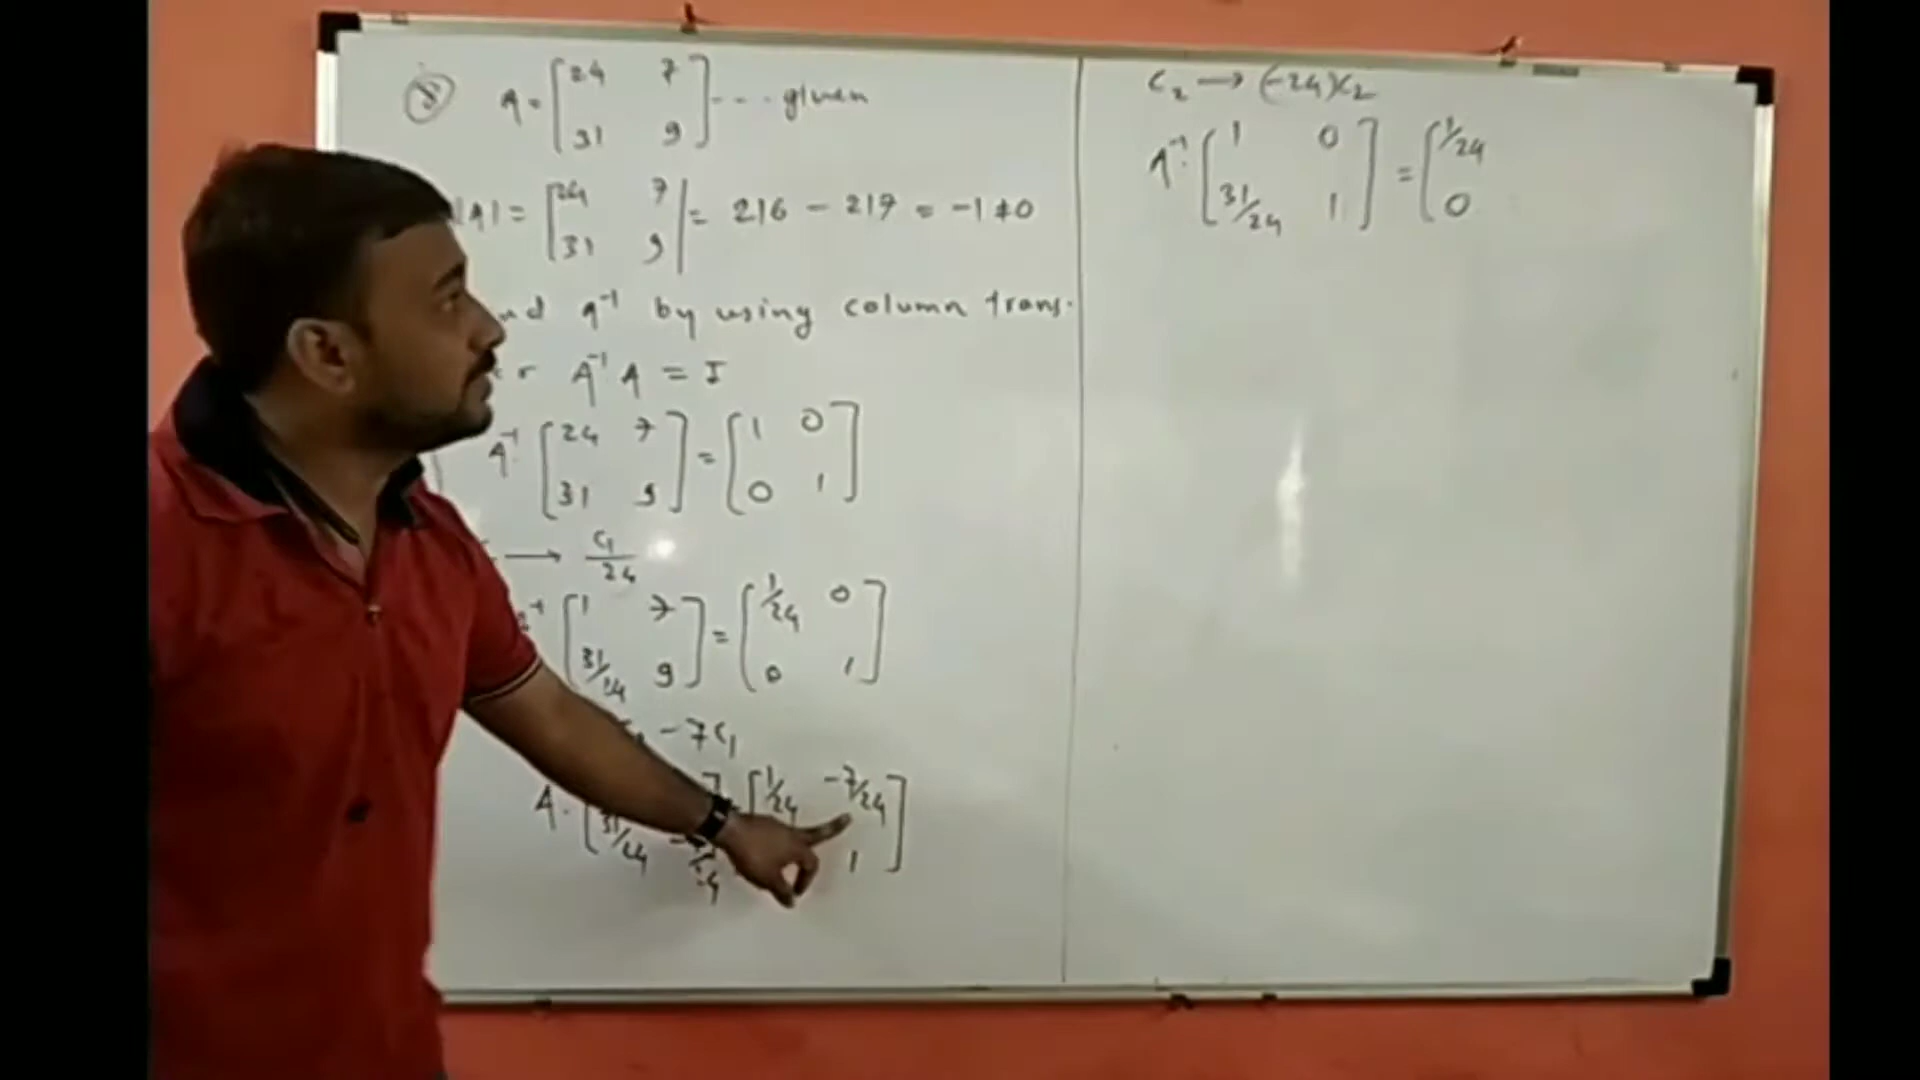 8
A = [24 7
31 9] --- given
|A| = |24 7
31 9| = 216 - 217 = -1 ≠ 0
A⁻¹ by using column trans.
A⁻¹ A = I
A⁻¹ [24 7
31 9] = [1 0
0 1]
→ C₁/24
[1 7
31/24 9] = [1/24 0
0 1]
- 7C₁
A. [
31/24
[1/24 -7/24
1]
C₂ → (-24)C₂
A⁻¹. [1 0
31/24 1] = [1/24
0